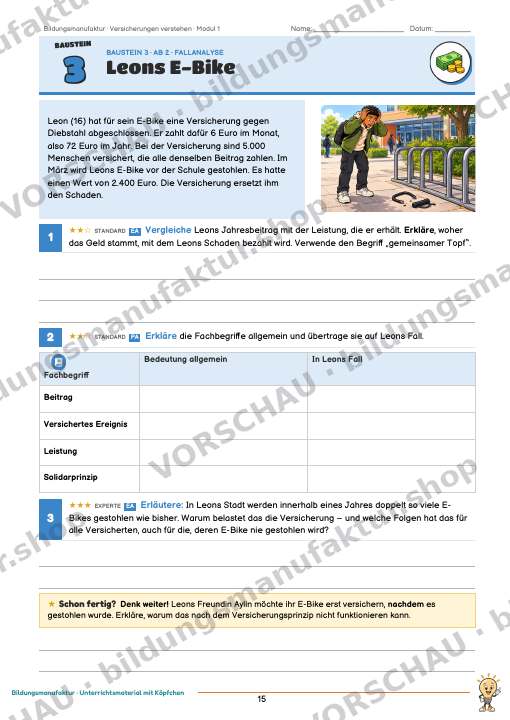 Bildungsmanufaktur · Versicherungen verstehen · Modul 1
Name: Datum:
BAUSTEIN
3
BAUSTEIN 3 · AB 2 · FALLANALYSE
Leons E-Bike
Leon (16) hat für sein E-Bike eine Versicherung gegen
Diebstahl abgeschlossen. Er zahlt dafür 6 Euro im Monat,
also 72 Euro im Jahr. Bei der Versicherung sind 5.000
Menschen versichert, die alle denselben Beitrag zahlen. Im
März wird Leons E-Bike vor der Schule gestohlen. Es hatte
einen Wert von 2.400 Euro. Die Versicherung ersetzt ihm
den Schaden.
1
★★☆ STANDARD EA Vergleiche Leons Jahresbeitrag mit der Leistung, die er erhält. Erkläre, woher
das Geld stammt, mit dem Leons Schaden bezahlt wird. Verwende den Begriff „gemeinsamer Topf“.
2
★★☆ STANDARD PA Erkläre die Fachbegriffe allgemein und übertrage sie auf Leons Fall.
Fachbegriff Bedeutung allgemein In Leons Fall
Beitrag
Versichertes Ereignis
Leistung
Solidarprinzip
3
★★★ EXPERTE EA Erläutere: In Leons Stadt werden innerhalb eines Jahres doppelt so viele E-
Bikes gestohlen wie bisher. Warum belastet das die Versicherung – und welche Folgen hat das für
alle Versicherten, auch für die, deren E-Bike nie gestohlen wird?
★ Schon fertig? Denk weiter! Leons Freundin Aylin möchte ihr E-Bike erst versichern, nachdem es
gestohlen wurde. Erkläre, warum das nach dem Versicherungsprinzip nicht funktionieren kann.
Bildungsmanufaktur · Unterrichtsmaterial mit Köpfchen
15
VORSCHAU · bildungsmanufaktur.shop
VORSCHAU · bildungsmanufaktur.shop
VORSCHAU · bildungsmanufaktur.shop